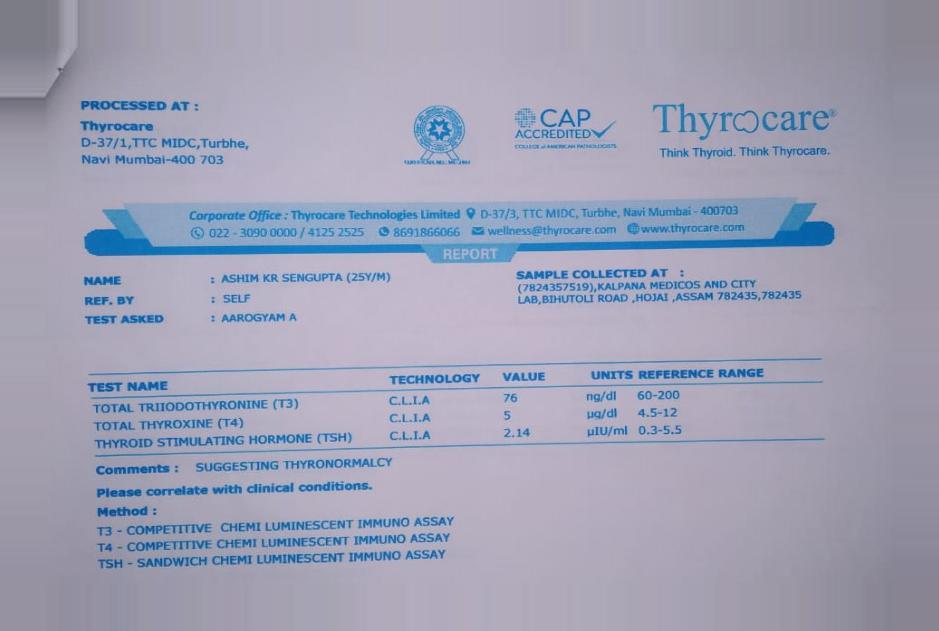 PROCESSED AT :
Thyrocare
D-37/1,TTC MIDC,Turbhe,
Navi Mumbai-400 703
CAP
ACCREDITED
COLLEGE of AMERICAN PATHOLOGISTS
Thyrocare®
Think Thyroid. Think Thyrocare.
Corporate Office : Thyrocare Technologies Limited D-37/3, TTC MIDC, Turbhe, Navi Mumbai - 400703
022 - 3090 0000 / 4125 2525 8691866066 wellness@thyrocare.com www.thyrocare.com
REPORT
NAME : ASHIM KR SENGUPTA (25Y/M)
REF. BY : SELF
TEST ASKED : AAROGYAM A
SAMPLE COLLECTED AT :
(7824357519),KALPANA MEDICOS AND CITY
LAB,BIHUTOLI ROAD ,HOJAI ,ASSAM 782435,782435
TEST NAME TECHNOLOGY VALUE UNITS REFERENCE RANGE
TOTAL TRIIODOTHYRONINE (T3) C.L.I.A 76 ng/dl 60-200
TOTAL THYROXINE (T4) C.L.I.A 5 µg/dl 4.5-12
THYROID STIMULATING HORMONE (TSH) C.L.I.A 2.14 µIU/ml 0.3-5.5
Comments : SUGGESTING THYRONORMALCY
Please correlate with clinical conditions.
Method :
T3 - COMPETITIVE CHEMI LUMINESCENT IMMUNO ASSAY
T4 - COMPETITIVE CHEMI LUMINESCENT IMMUNO ASSAY
TSH - SANDWICH CHEMI LUMINESCENT IMMUNO ASSAY